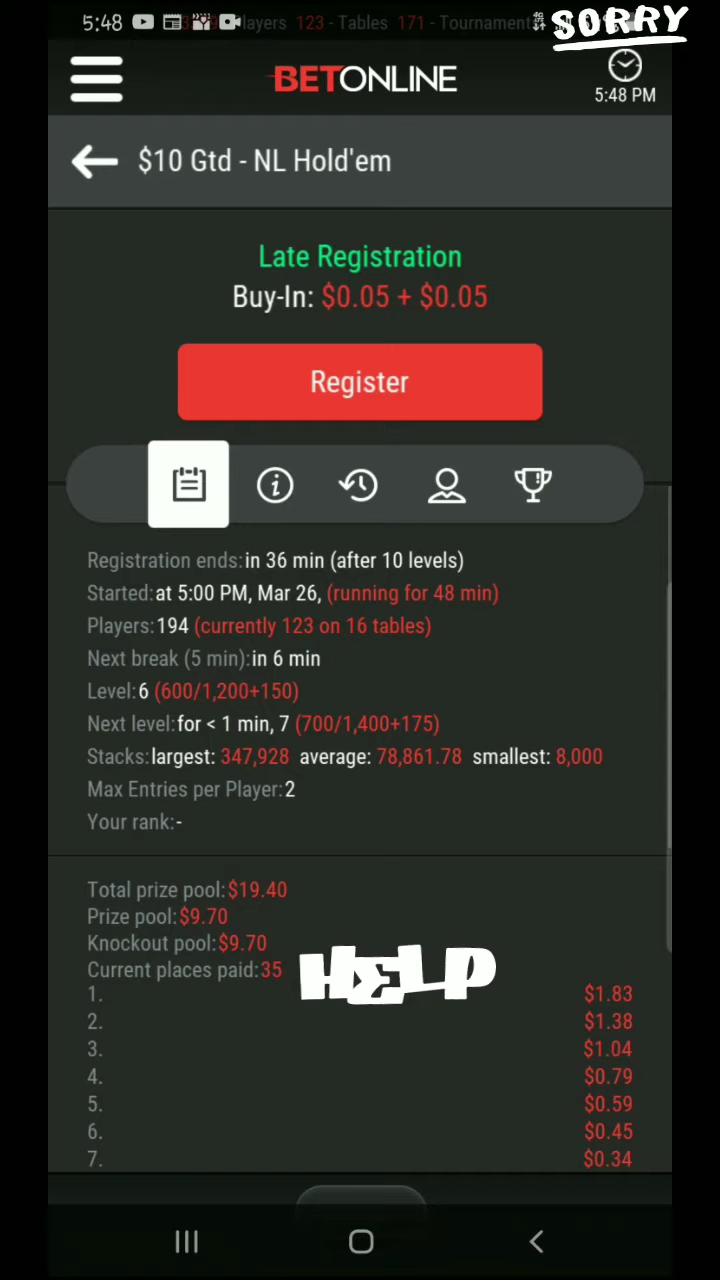 5:48 layers 123 - Tables 171 - Tournament
SORRY
BETONLINE
5:48 PM
$10 Gtd - NL Hold'em
Late Registration
Buy-In: $0.05 + $0.05
Register
Registration ends: in 36 min (after 10 levels)
Started: at 5:00 PM, Mar 26, (running for 48 min)
Players: 194 (currently 123 on 16 tables)
Next break (5 min): in 6 min
Level: 6 (600/1,200+150)
Next level: for < 1 min, 7 (700/1,400+175)
Stacks: largest: 347,928 average: 78,861.78 smallest: 8,000
Max Entries per Player: 2
Your rank: -
Total prize pool: $19.40
Prize pool: $9.70
Knockout pool: $9.70
Current places paid: 35
HELP
1. $1.83
2. $1.38
3. $1.04
4. $0.79
5. $0.59
6. $0.45
7. $0.34